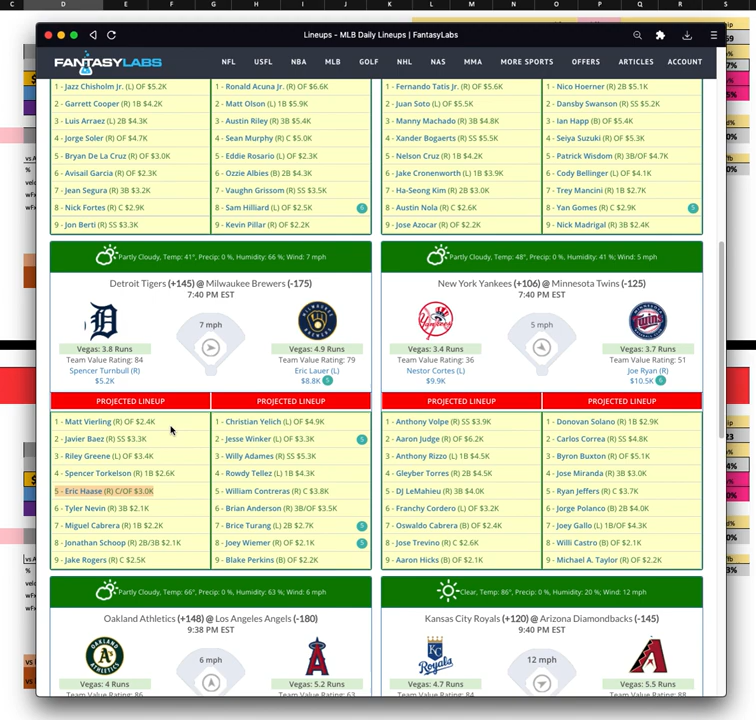 C D E F G H I J K L M N O P Q R S
Lineups - MLB Daily Lineups | FantasyLabs
FANTASYLABS NFL USFL NBA MLB GOLF NHL NAS MMA MORE SPORTS OFFERS ARTICLES ACCOUNT
1 - Jazz Chisholm Jr. (L) OF $5.2K
2 - Garrett Cooper (R) 1B $4.2K
3 - Luis Arraez (L) 2B $4.3K
4 - Jorge Soler (R) OF $4.7K
5 - Bryan De La Cruz (R) OF $3.0K
6 - Avisail Garcia (R) OF $2.3K
7 - Jean Segura (R) 3B $3.2K
8 - Nick Fortes (R) C $2.9K
9 - Jon Berti (R) SS $3.3K
1 - Ronald Acuna Jr. (R) OF $6.6K
2 - Matt Olson (L) 1B $5.9K
3 - Austin Riley (R) 3B $5.4K
4 - Sean Murphy (R) C $5.0K
5 - Eddie Rosario (L) OF $2.3K
6 - Ozzie Albies (B) 2B $4.3K
7 - Vaughn Grissom (R) SS $3.5K
8 - Sam Hilliard (L) OF $2.5K 6
9 - Kevin Pillar (R) OF $2.2K
1 - Fernando Tatis Jr. (R) OF $5.6K
2 - Juan Soto (L) OF $5.5K
3 - Manny Machado (R) 3B $4.8K
4 - Xander Bogaerts (R) SS $5.5K
5 - Nelson Cruz (R) 1B $4.2K
6 - Jake Cronenworth (L) 1B $3.9K
7 - Ha-Seong Kim (R) 2B $3.0K
8 - Austin Nola (R) C $2.6K
9 - Jose Azocar (R) OF $2.2K
1 - Nico Hoerner (R) 2B $5.1K
2 - Dansby Swanson (R) SS $5.2K
3 - Ian Happ (B) OF $5.4K
4 - Seiya Suzuki (R) OF $5.3K
5 - Patrick Wisdom (R) 3B/OF $4.7K
6 - Cody Bellinger (L) OF $4.1K
7 - Trey Mancini (R) 1B $2.7K
8 - Yan Gomes (R) C $2.9K 5
9 - Nick Madrigal (R) 3B $2.4K
Partly Cloudy, Temp: 41°, Precip: 0 %, Humidity: 66 %, Wind: 7 mph
Detroit Tigers (+145) @ Milwaukee Brewers (-175)
7:40 PM EST
7 mph
Vegas: 3.8 Runs
Team Value Rating: 84
Spencer Turnbull (R)
$5.2K
Vegas: 4.9 Runs
Team Value Rating: 79
Eric Lauer (L)
$8.8K 5
PROJECTED LINEUP PROJECTED LINEUP
1 - Matt Vierling (R) OF $2.4K
2 - Javier Baez (R) SS $3.3K
3 - Riley Greene (L) OF $3.4K
4 - Spencer Torkelson (R) 1B $2.6K
5 - Eric Haase (R) C/OF $3.0K
6 - Tyler Nevin (R) 3B $2.1K
7 - Miguel Cabrera (R) 1B $2.2K
8 - Jonathan Schoop (R) 2B/3B $2.1K
9 - Jake Rogers (R) C $2.5K
1 - Christian Yelich (L) OF $4.9K
2 - Jesse Winker (L) OF $3.3K 5
3 - Willy Adames (R) SS $5.3K
4 - Rowdy Tellez (L) 1B $4.3K
5 - William Contreras (R) C $3.8K
6 - Brian Anderson (R) 3B/OF $3.5K
7 - Brice Turang (L) 2B $2.7K 5
8 - Joey Wiemer (R) OF $2.1K 5
9 - Blake Perkins (B) OF $2.2K
Partly Cloudy, Temp: 48°, Precip: 0 %, Humidity: 41 %, Wind: 5 mph
New York Yankees (+106) @ Minnesota Twins (-125)
7:40 PM EST
5 mph
Vegas: 3.4 Runs
Team Value Rating: 36
Nestor Cortes (L)
$9.9K
Vegas: 3.7 Runs
Team Value Rating: 51
Joe Ryan (R)
$10.5K 6
PROJECTED LINEUP PROJECTED LINEUP
1 - Anthony Volpe (R) SS $3.9K
2 - Aaron Judge (R) OF $6.2K
3 - Anthony Rizzo (L) 1B $4.5K
4 - Gleyber Torres (R) 2B $4.5K
5 - DJ LeMahieu (R) 3B $4.0K
6 - Franchy Cordero (L) OF $3.2K
7 - Oswaldo Cabrera (B) OF $2.4K
8 - Jose Trevino (R) C $2.6K
9 - Aaron Hicks (B) OF $2.1K
1 - Donovan Solano (R) 1B $2.9K
2 - Carlos Correa (R) SS $4.8K
3 - Byron Buxton (R) OF $5.1K
4 - Jose Miranda (R) 3B $3.0K
5 - Ryan Jeffers (R) C $3.7K
6 - Jorge Polanco (B) 2B $4.0K
7 - Joey Gallo (L) 1B/OF $4.3K
8 - Willi Castro (B) OF $2.1K
9 - Michael A. Taylor (R) OF $2.2K
Partly Cloudy, Temp: 66°, Precip: 0 %, Humidity: 63 %, Wind: 6 mph
Oakland Athletics (+148) @ Los Angeles Angels (-180)
9:38 PM EST
6 mph
Vegas: 4 Runs
Vegas: 5.2 Runs
Clear, Temp: 86°, Precip: 0 %, Humidity: 20 %, Wind: 12 mph
Kansas City Royals (+120) @ Arizona Diamondbacks (-145)
9:40 PM EST
12 mph
Vegas: 4.7 Runs
Vegas: 5.5 Runs